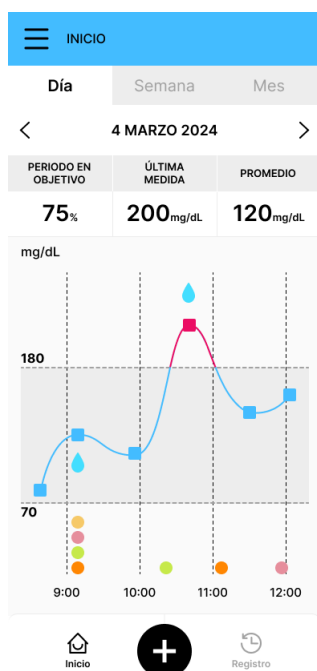 INICIO
Día
Semana
Mes
4 MARZO 2024
PERIODO EN
OBJETIVO
ÚLTIMA
MEDIDA
PROMEDIO
75%
200mg/dL
120mg/dL
mg/dL
180
70
9:00
10:00
11:00
12:00
Inicio
Registro